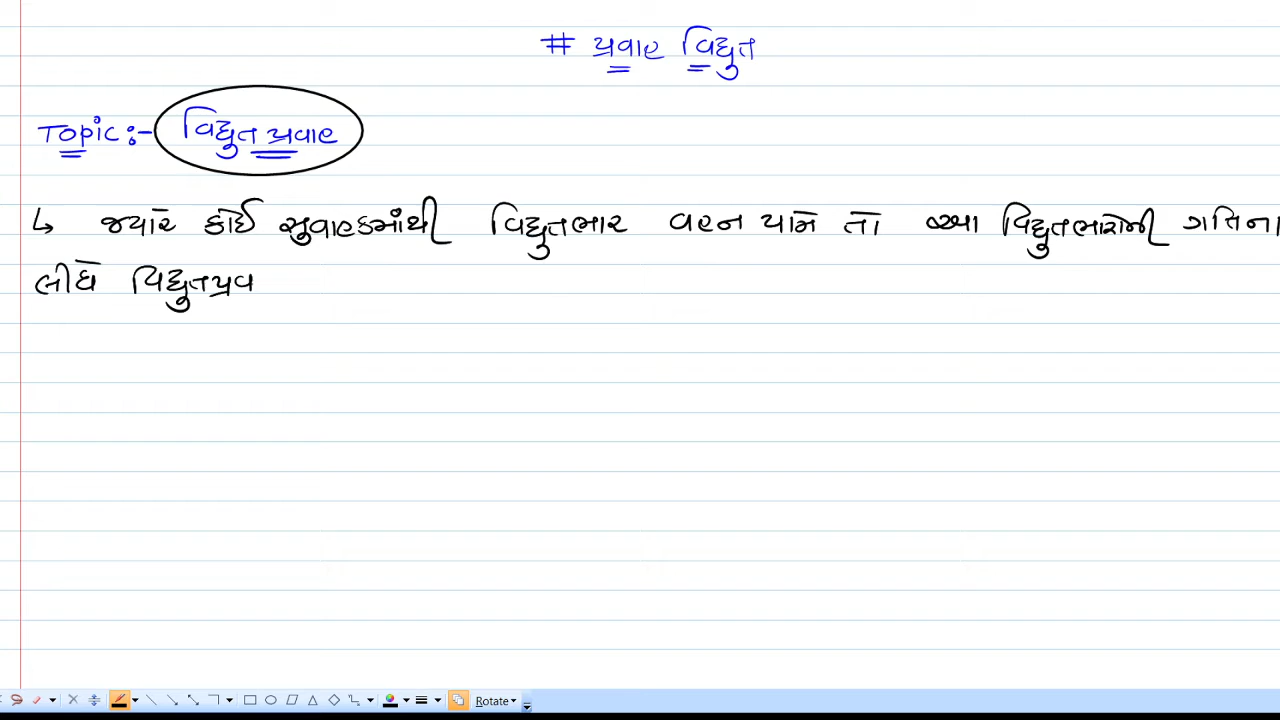 # પ્રવાહ વિદ્યુત
Topic:- વિદ્યુત પ્રવાહ
↳ જ્યારે કોઈ સુવાહકમાંથી વિદ્યુતભાર વહન પામે તો આ વિદ્યુતભારોની ગતિના
લીધે વિદ્યુતપ્રવ
Rotate